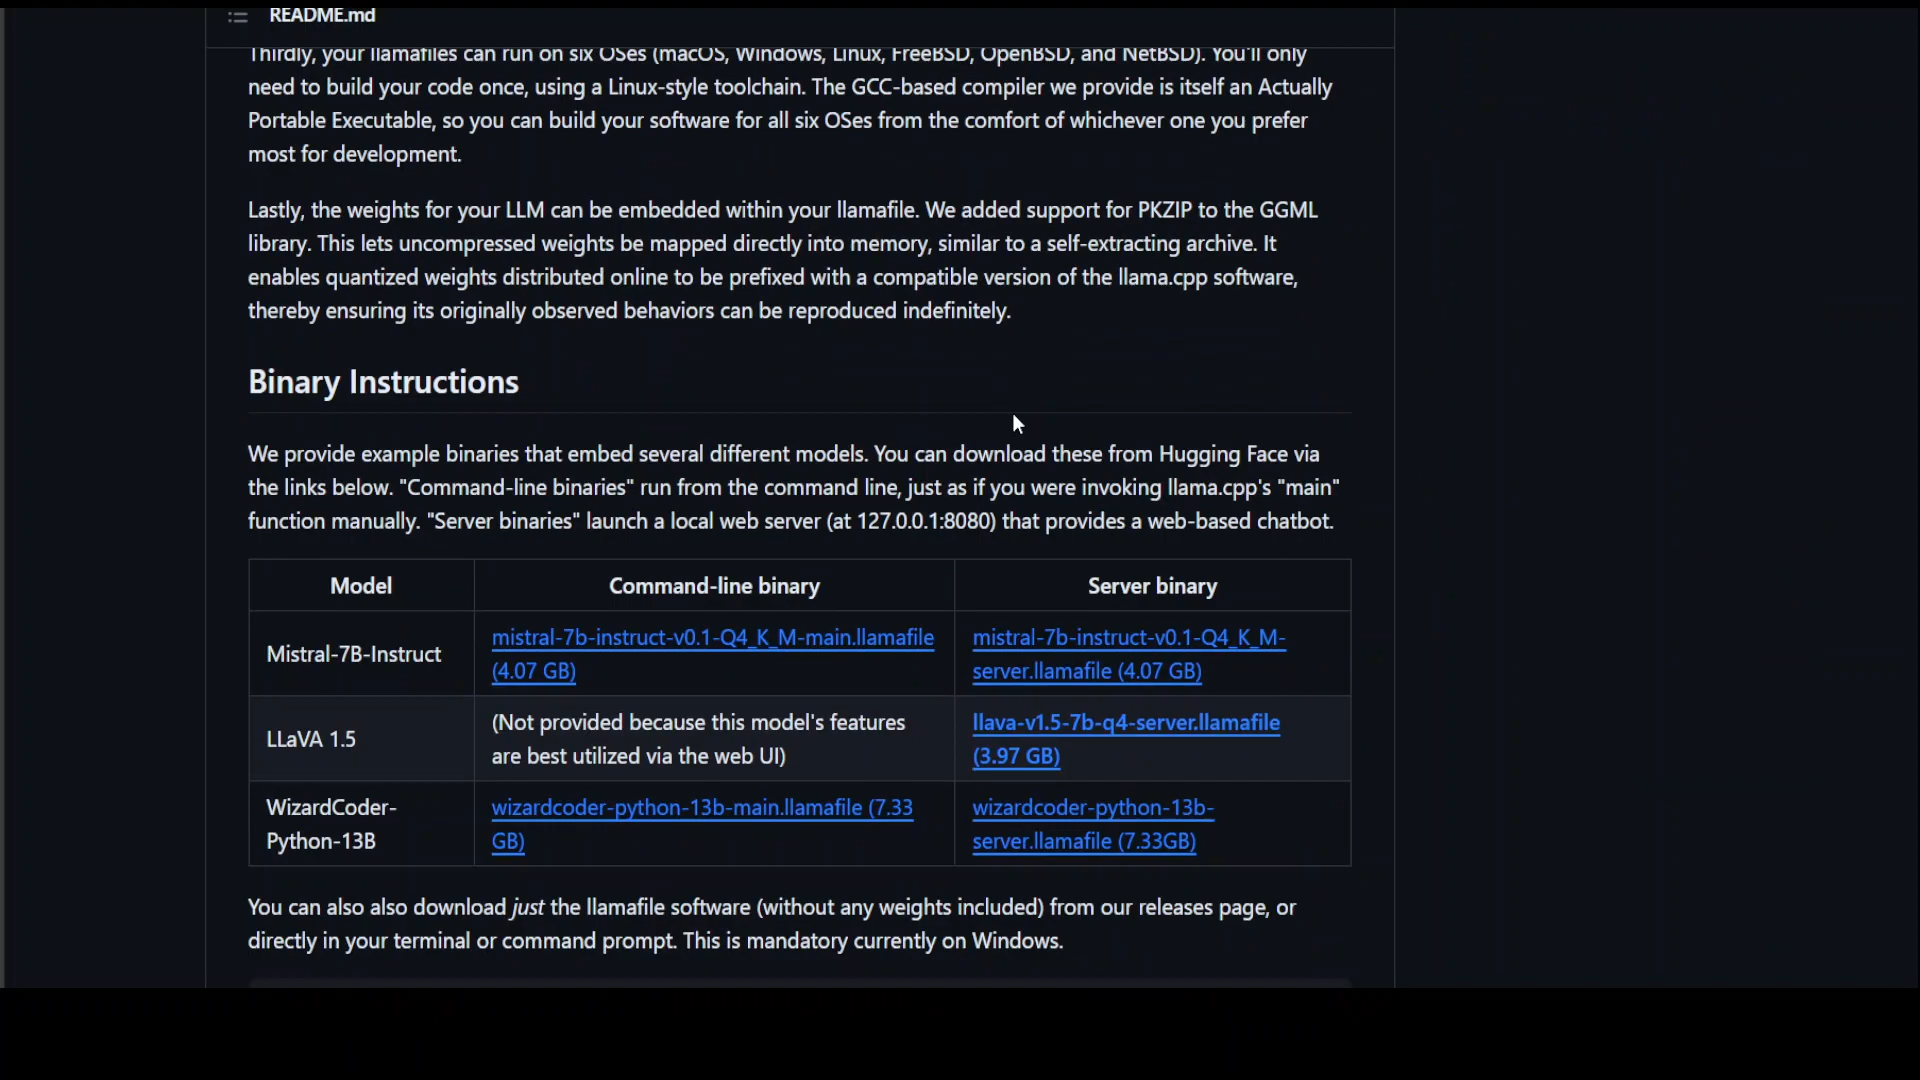 README.md
Thirdly, your llamafiles can run on six OSes (macOS, Windows, Linux, FreeBSD, OpenBSD, and NetBSD). You'll only
need to build your code once, using a Linux-style toolchain. The GCC-based compiler we provide is itself an Actually
Portable Executable, so you can build your software for all six OSes from the comfort of whichever one you prefer
most for development.
Lastly, the weights for your LLM can be embedded within your llamafile. We added support for PKZIP to the GGML
library. This lets uncompressed weights be mapped directly into memory, similar to a self-extracting archive. It
enables quantized weights distributed online to be prefixed with a compatible version of the llama.cpp software,
thereby ensuring its originally observed behaviors can be reproduced indefinitely.
Binary Instructions
We provide example binaries that embed several different models. You can download these from Hugging Face via
the links below. "Command-line binaries" run from the command line, just as if you were invoking llama.cpp's "main"
function manually. "Server binaries" launch a local web server (at 127.0.0.1:8080) that provides a web-based chatbot.
Model Command-line binary Server binary
Mistral-7B-Instruct
mistral-7b-instruct-v0.1-Q4_K_M-main.llamafile
(4.07 GB)
mistral-7b-instruct-v0.1-Q4_K_M-
server.llamafile (4.07 GB)
LLaVA 1.5
(Not provided because this model's features
are best utilized via the web UI)
llava-v1.5-7b-q4-server.llamafile
(3.97 GB)
WizardCoder-
Python-13B
wizardcoder-python-13b-main.llamafile (7.33
GB)
wizardcoder-python-13b-
server.llamafile (7.33GB)
You can also also download just the llamafile software (without any weights included) from our releases page, or
directly in your terminal or command prompt. This is mandatory currently on Windows.